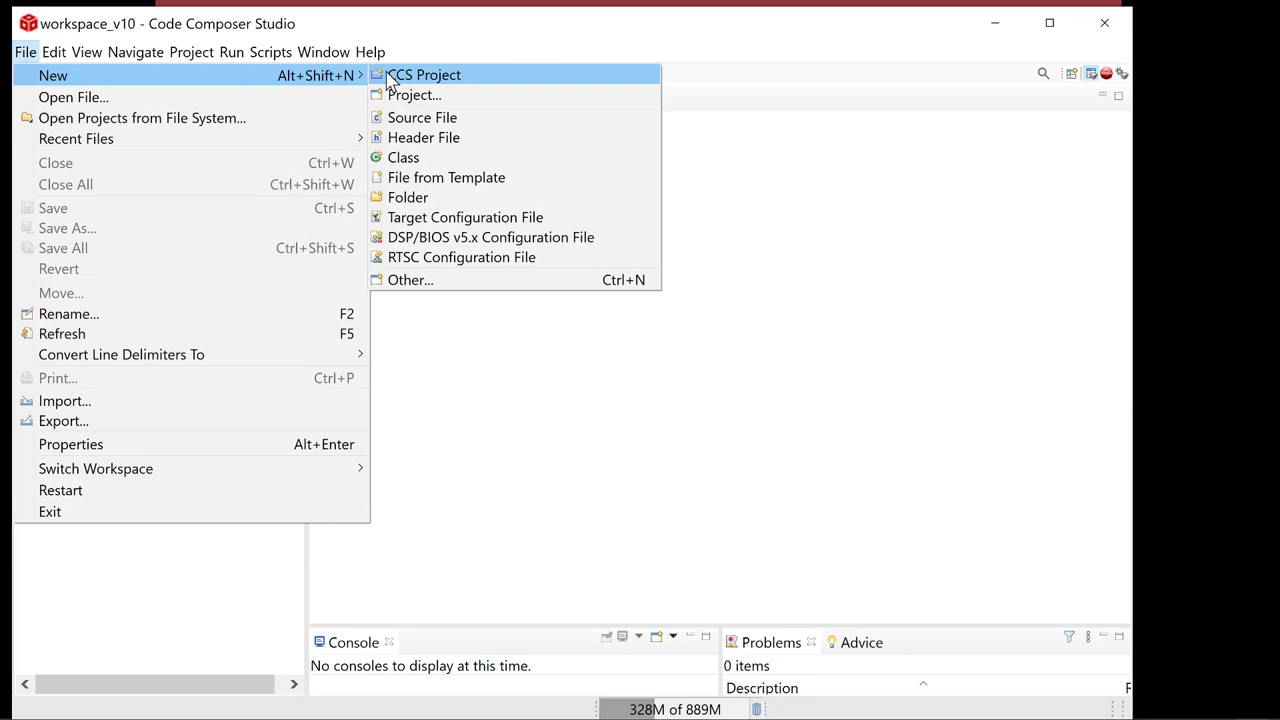 workspace_v10 - Code Composer Studio
File Edit View Navigate Project Run Scripts Window Help
New Alt+Shift+N
Open File...
Open Projects from File System...
Recent Files
Close Ctrl+W
Close All Ctrl+Shift+W
Save Ctrl+S
Save As...
Save All Ctrl+Shift+S
Revert
Move...
Rename... F2
Refresh F5
Convert Line Delimiters To
Print... Ctrl+P
Import...
Export...
Properties Alt+Enter
Switch Workspace
Restart
Exit
CCS Project
Project...
Source File
Header File
Class
File from Template
Folder
Target Configuration File
DSP/BIOS v5.x Configuration File
RTSC Configuration File
Other... Ctrl+N
Console
No consoles to display at this time.
Problems Advice
0 items
Description
328M of 889M